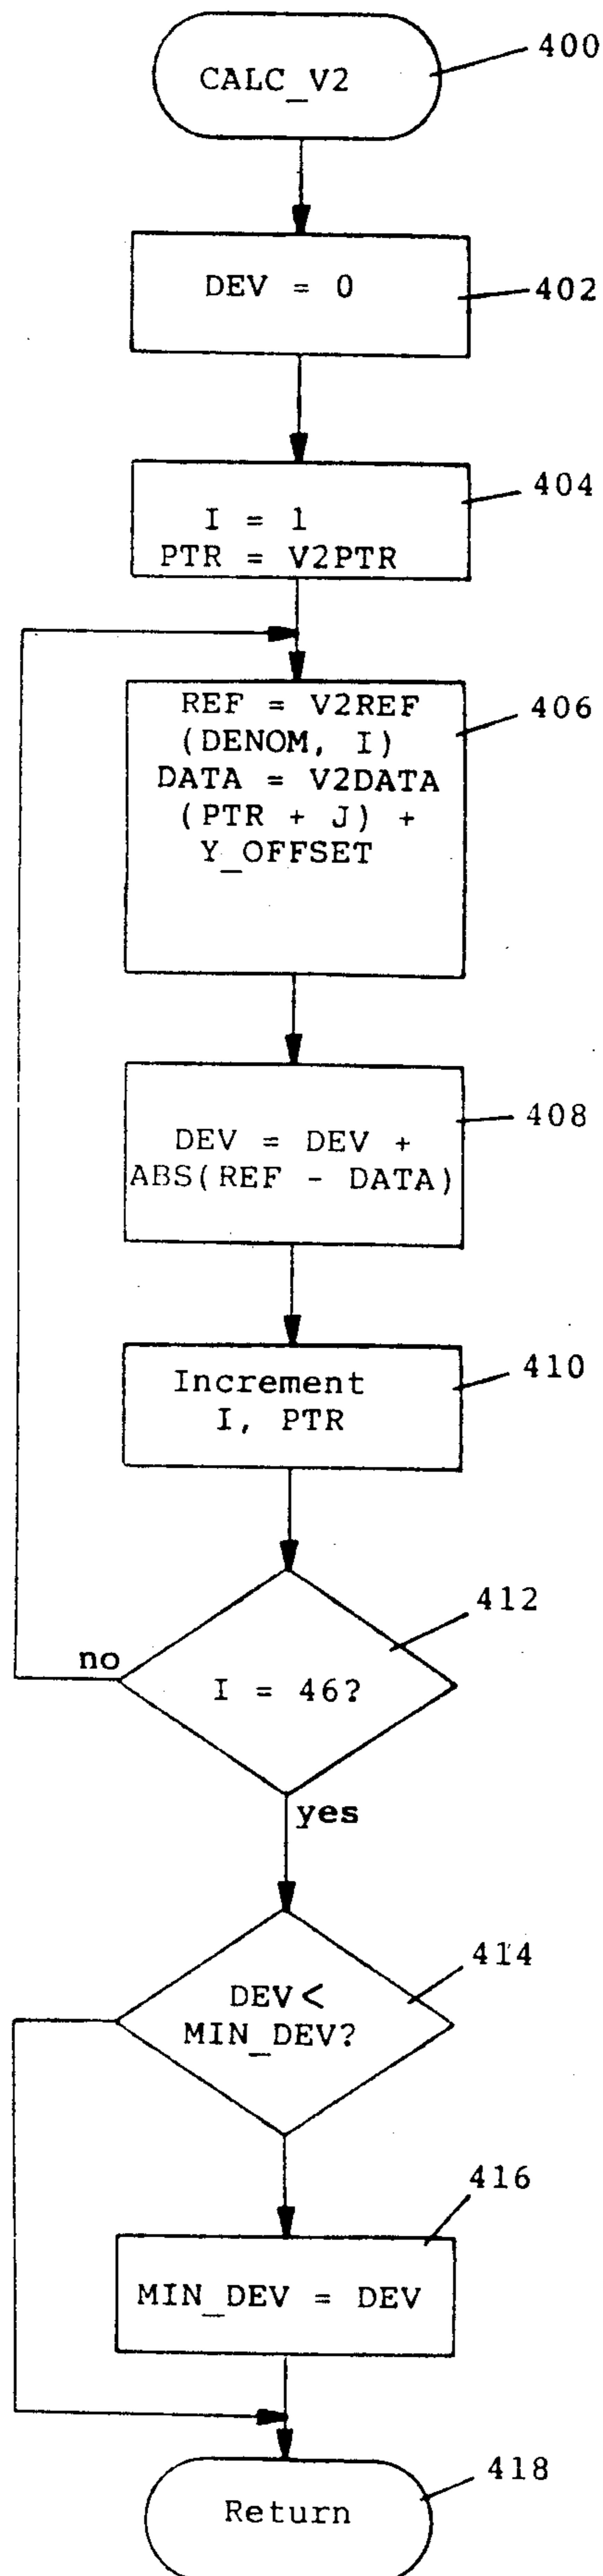 CALC_V2
400
DEV = 0
402
404
I = 1
PTR = V2PTR
REF = V2REF
406
(DENOM, I)
DATA = V2DATA
(PTR + J) +
Y_OFFSET
408
DEV = DEV +
ABS(REF - DATA)
410
Increment
I, PTR
412
no
I = 46?
yes
414
DEV<
MIN_DEV?
416
MIN_DEV = DEV
418
Return